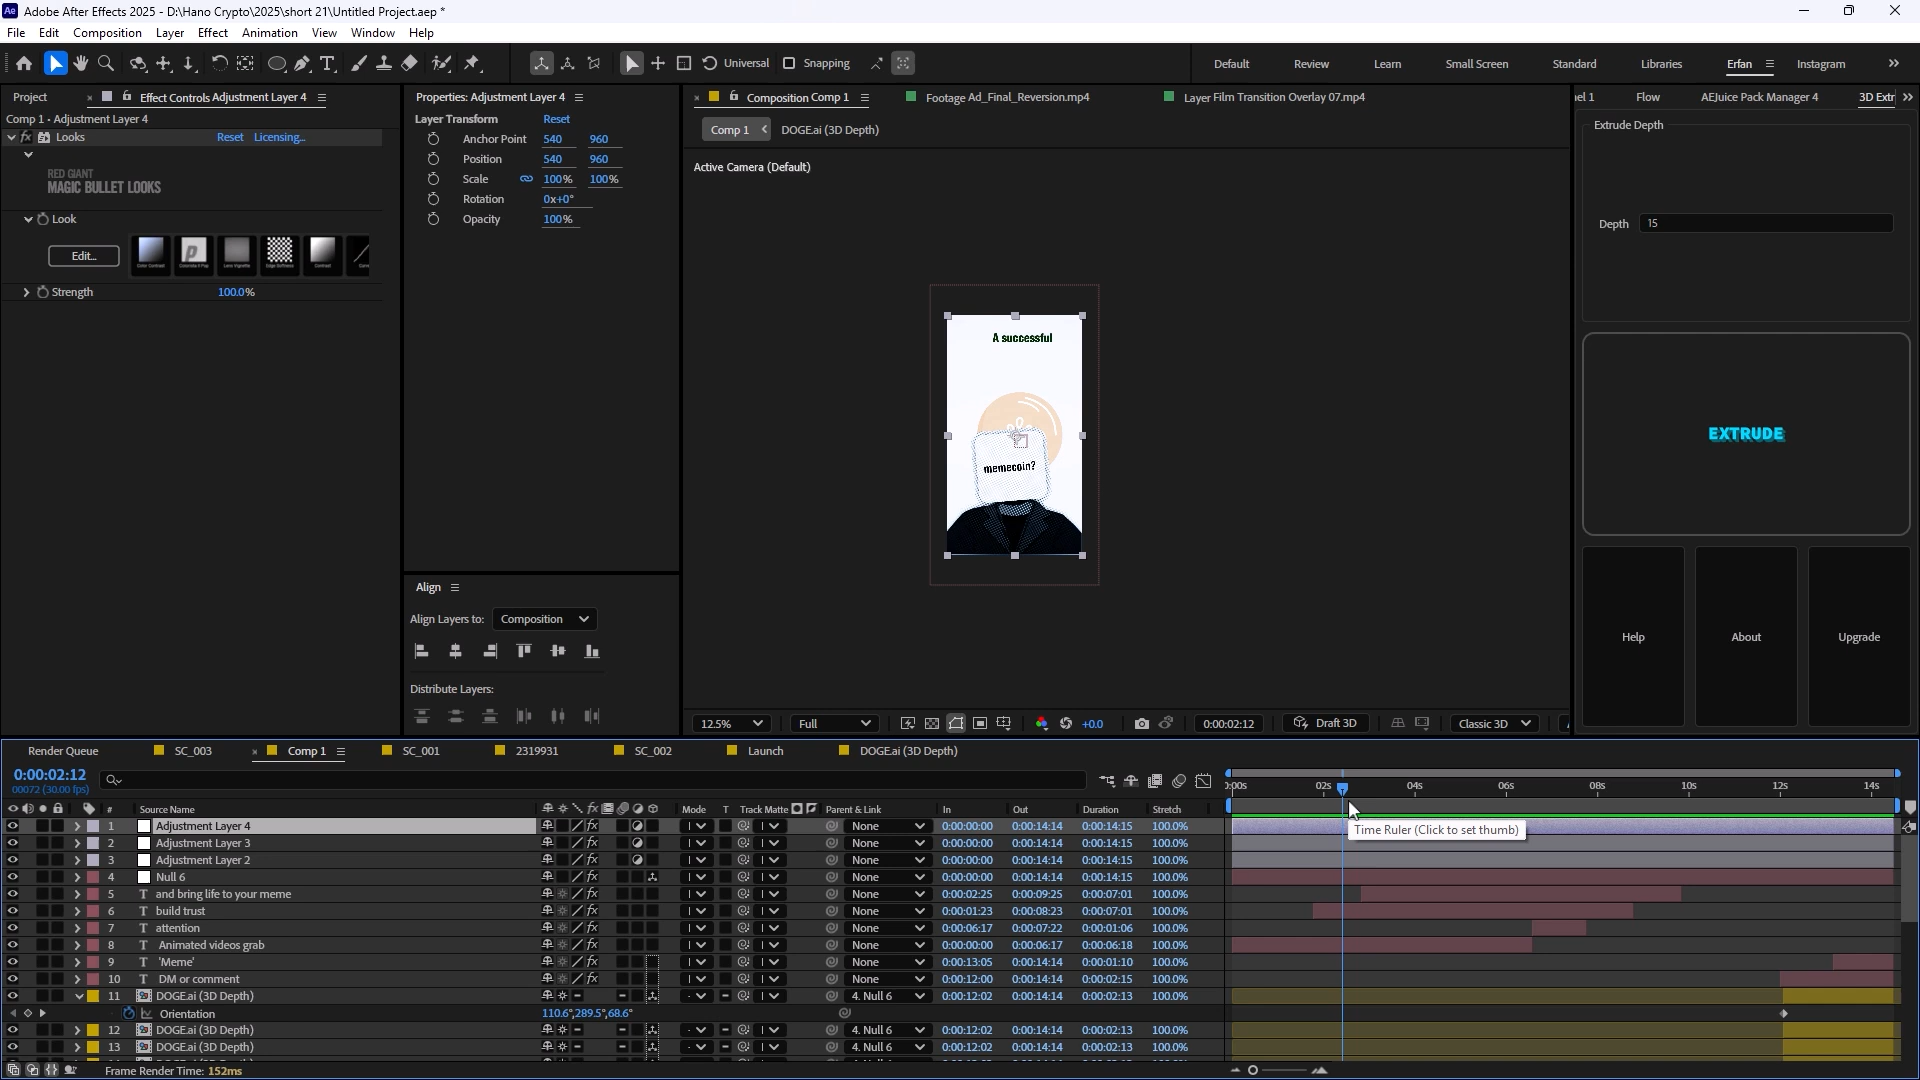 Adobe After Effects 2025 - D:\Hano Crypto\2025\short 21\Untitled Project.aep *
File Edit Composition Layer Effect Animation View Window Help
Universal Snapping Default Review Learn Small Screen Standard Libraries Erfan Instagram
Project Effect Controls Adjustment Layer 4
Comp 1 • Adjustment Layer 4
fx Looks Reset Licensing...
RED GIANT
MAGIC BULLET LOOKS
Look
Edit...
Strength 100.0%
Properties: Adjustment Layer 4
Layer Transform Reset
Anchor Point 540 960
Position 540 960
Scale 100% 100%
Rotation 0x+0°
Opacity 100%
Align
Align Layers to: Composition
Distribute Layers:
Composition Comp 1 Footage Ad_Final_Reversion.mp4 Layer Film Transition Overlay 07.mp4
Comp 1 DOGE.ai (3D Depth)
Active Camera (Default)
A successful
memecoin?
12.5% Full +0.0 0:00:02:12 Draft 3D Classic 3D
Flow AEJuice Pack Manager 4 3D Extr
Extrude Depth
Depth 15
EXTRUDE
Help About Upgrade
Render Queue SC_003 Comp 1 SC_001 2319931 SC_002 Launch DOGE.ai (3D Depth)
0:00:02:12
00072 (30.00 fps)
:00s 02s 04s 06s 08s 10s 12s 14s
# Source Name Mode T Track Matte Parent & Link In Out Duration Stretch
1 Adjustment Layer 4 None 0:00:00:00 0:00:14:14 0:00:14:15 100.0%
Time Ruler (Click to set thumb)
2 Adjustment Layer 3 None 0:00:00:00 0:00:14:14 0:00:14:15 100.0%
3 Adjustment Layer 2 None 0:00:00:00 0:00:14:14 0:00:14:15 100.0%
4 Null 6 None 0:00:00:00 0:00:14:14 0:00:14:15 100.0%
5 T and bring life to your meme None 0:00:02:25 0:00:09:25 0:00:07:01 100.0%
6 T build trust None 0:00:01:23 0:00:08:23 0:00:07:01 100.0%
7 T attention None 0:00:06:17 0:00:07:22 0:00:01:06 100.0%
8 T Animated videos grab None 0:00:00:00 0:00:06:17 0:00:06:18 100.0%
9 T 'Meme' None 0:00:13:05 0:00:14:14 0:00:01:10 100.0%
10 T DM or comment None 0:00:12:00 0:00:14:14 0:00:02:15 100.0%
11 DOGE.ai (3D Depth) 4. Null 6 0:00:12:02 0:00:14:14 0:00:02:13 100.0%
Orientation 110.6°,289.5°,68.6°
12 DOGE.ai (3D Depth) 4. Null 6 0:00:12:02 0:00:14:14 0:00:02:13 100.0%
13 DOGE.ai (3D Depth) 4. Null 6 0:00:12:02 0:00:14:14 0:00:02:13 100.0%
Frame Render Time: 152ms